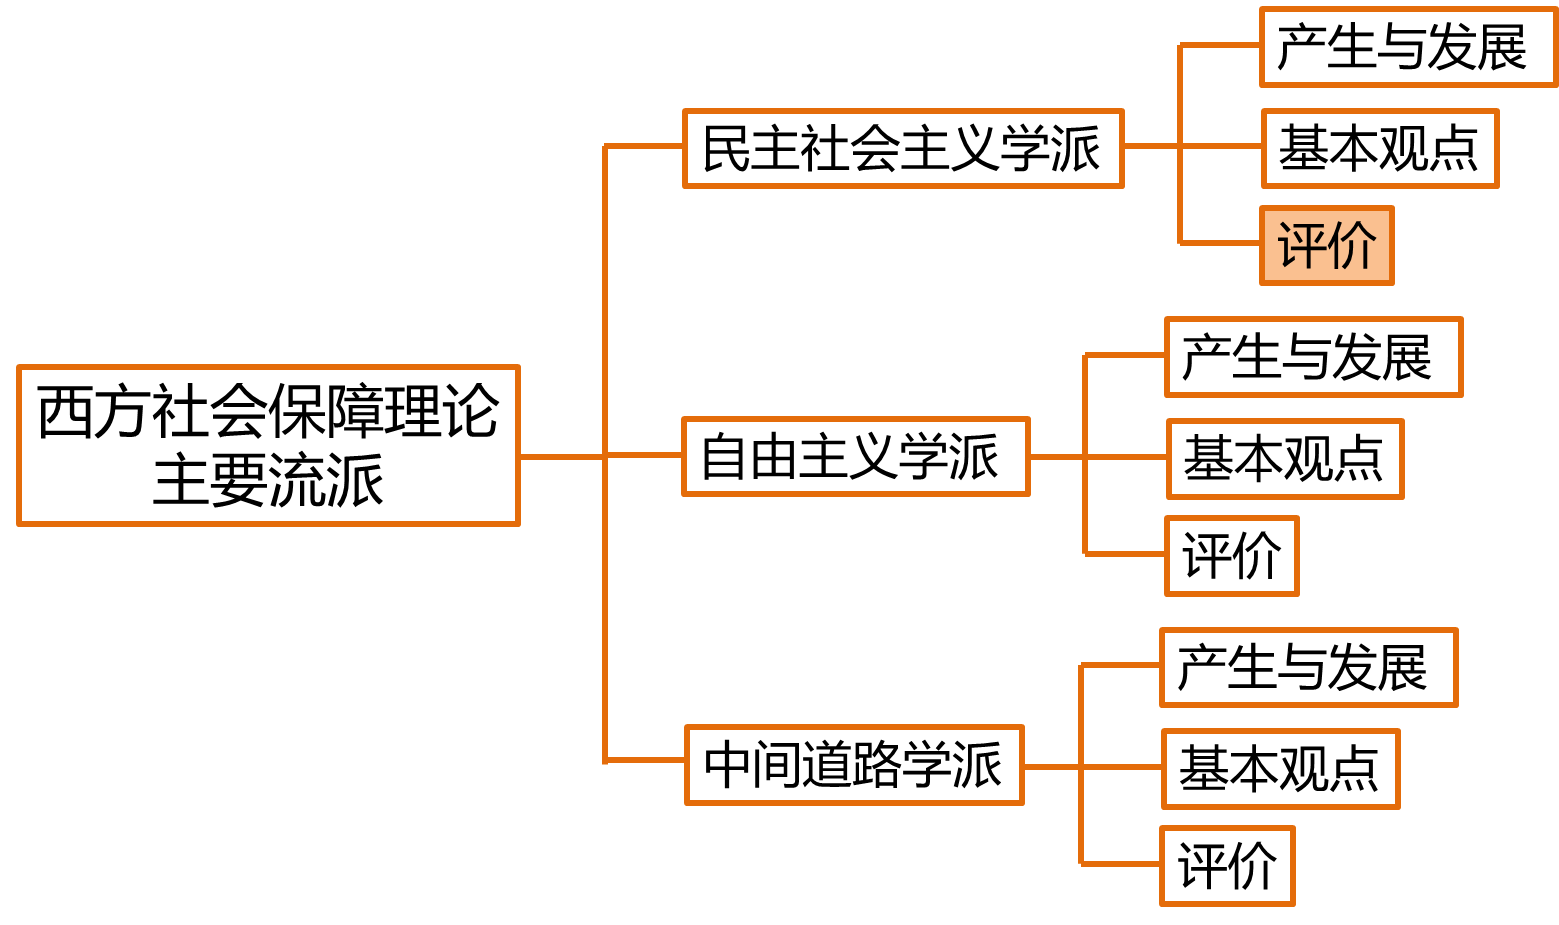 西方社会保障理论
主要流派
民主社会主义学派
产生与发展
基本观点
评价
自由主义学派
产生与发展
基本观点
评价
中间道路学派
产生与发展
基本观点
评价